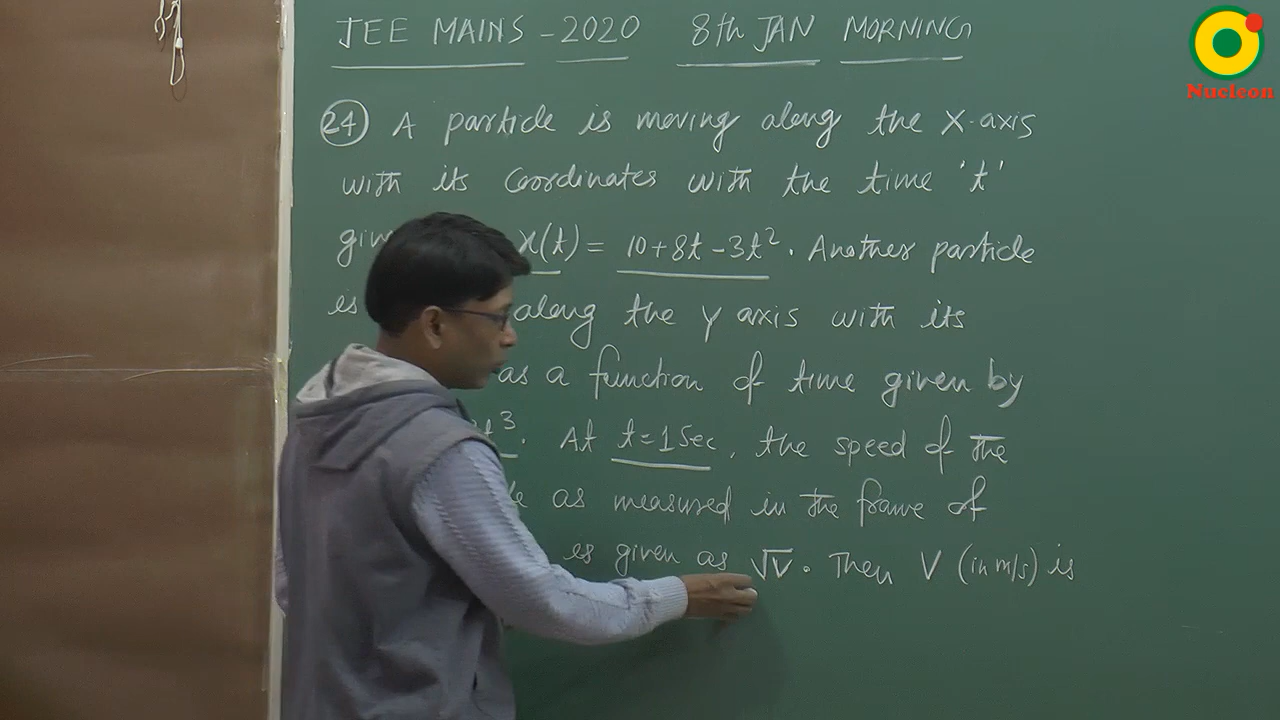 JEE MAINS - 2020 8th JAN MORNING
Nucleon
24 A particle is moving along the X-axis
with its coordinates with the time 't'
x(t) = 10+8t-3t². Another particle
is along the y axis with its
as a function of time given by
t³. At t=1Sec, the speed of the
as measured in the frame of
is given as √V. Then V (in m/s) is